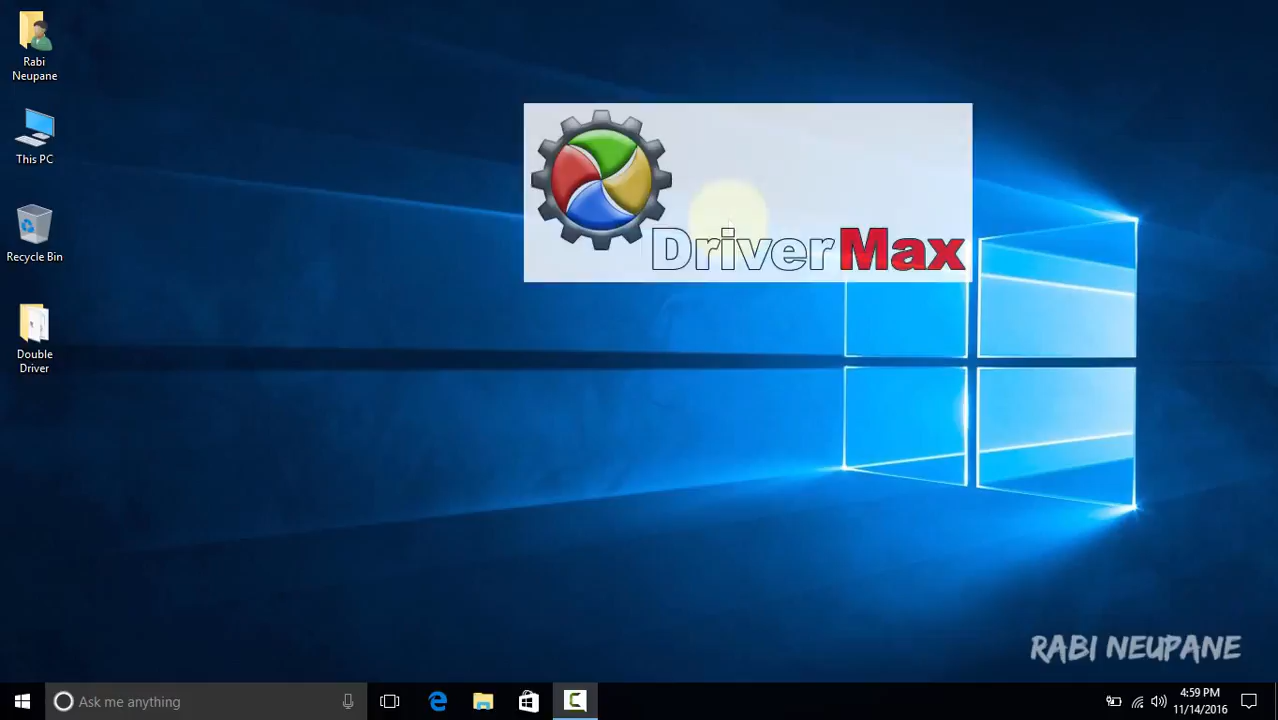 Rabi
Neupane
This PC
Recycle Bin
Double
Driver
DriverMax
RABI NEUPANE
Ask me anything
4:59 PM
11/14/2016